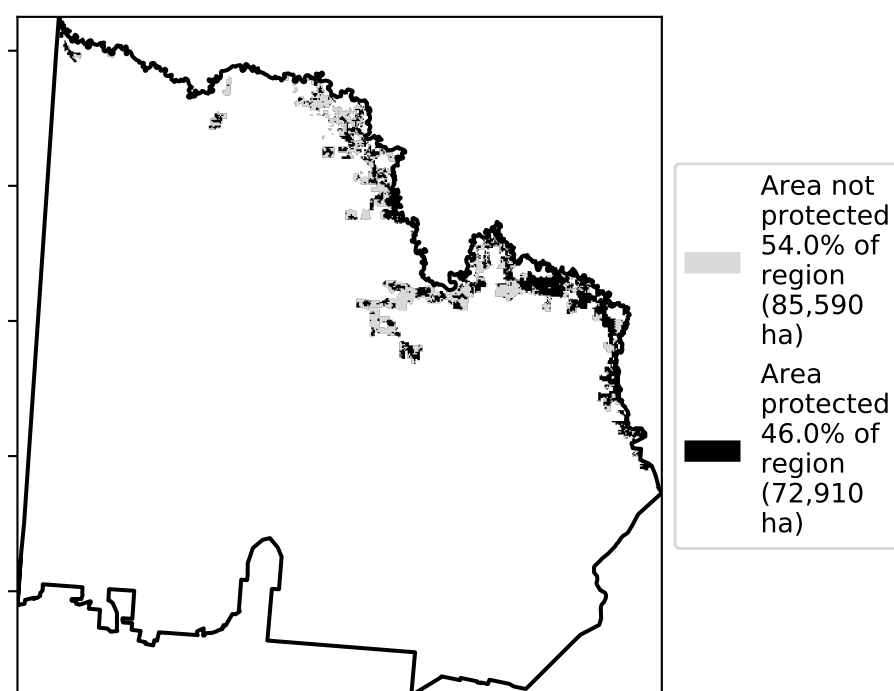 Area not
protected
54.0% of
region
(85,590
ha)
Area
protected
46.0% of
region
(72,910
ha)